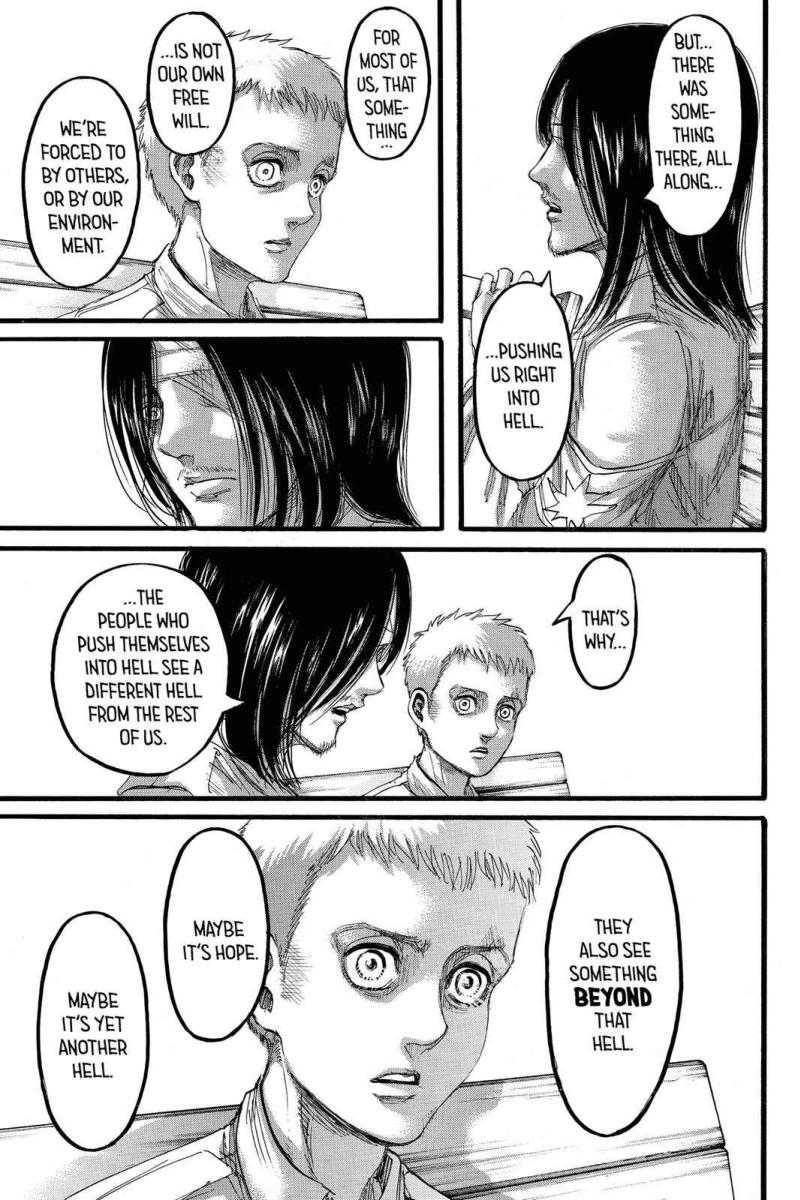 BUT...
THERE
WAS
SOME-
THING
THERE, ALL
ALONG...
...PUSHING
US RIGHT
INTO
HELL.
FOR
MOST OF
US, THAT
SOME-
THING
...
...IS NOT
OUR OWN
FREE
WILL.
WE'RE
FORCED TO
BY OTHERS,
OR BY OUR
ENVIRON-
MENT.
THAT'S
WHY...
...THE
PEOPLE WHO
PUSH THEMSELVES
INTO HELL SEE A
DIFFERENT HELL
FROM THE REST
OF US.
THEY
ALSO SEE
SOMETHING
BEYOND
THAT
HELL.
MAYBE
IT'S HOPE.
MAYBE
IT'S YET
ANOTHER
HELL.